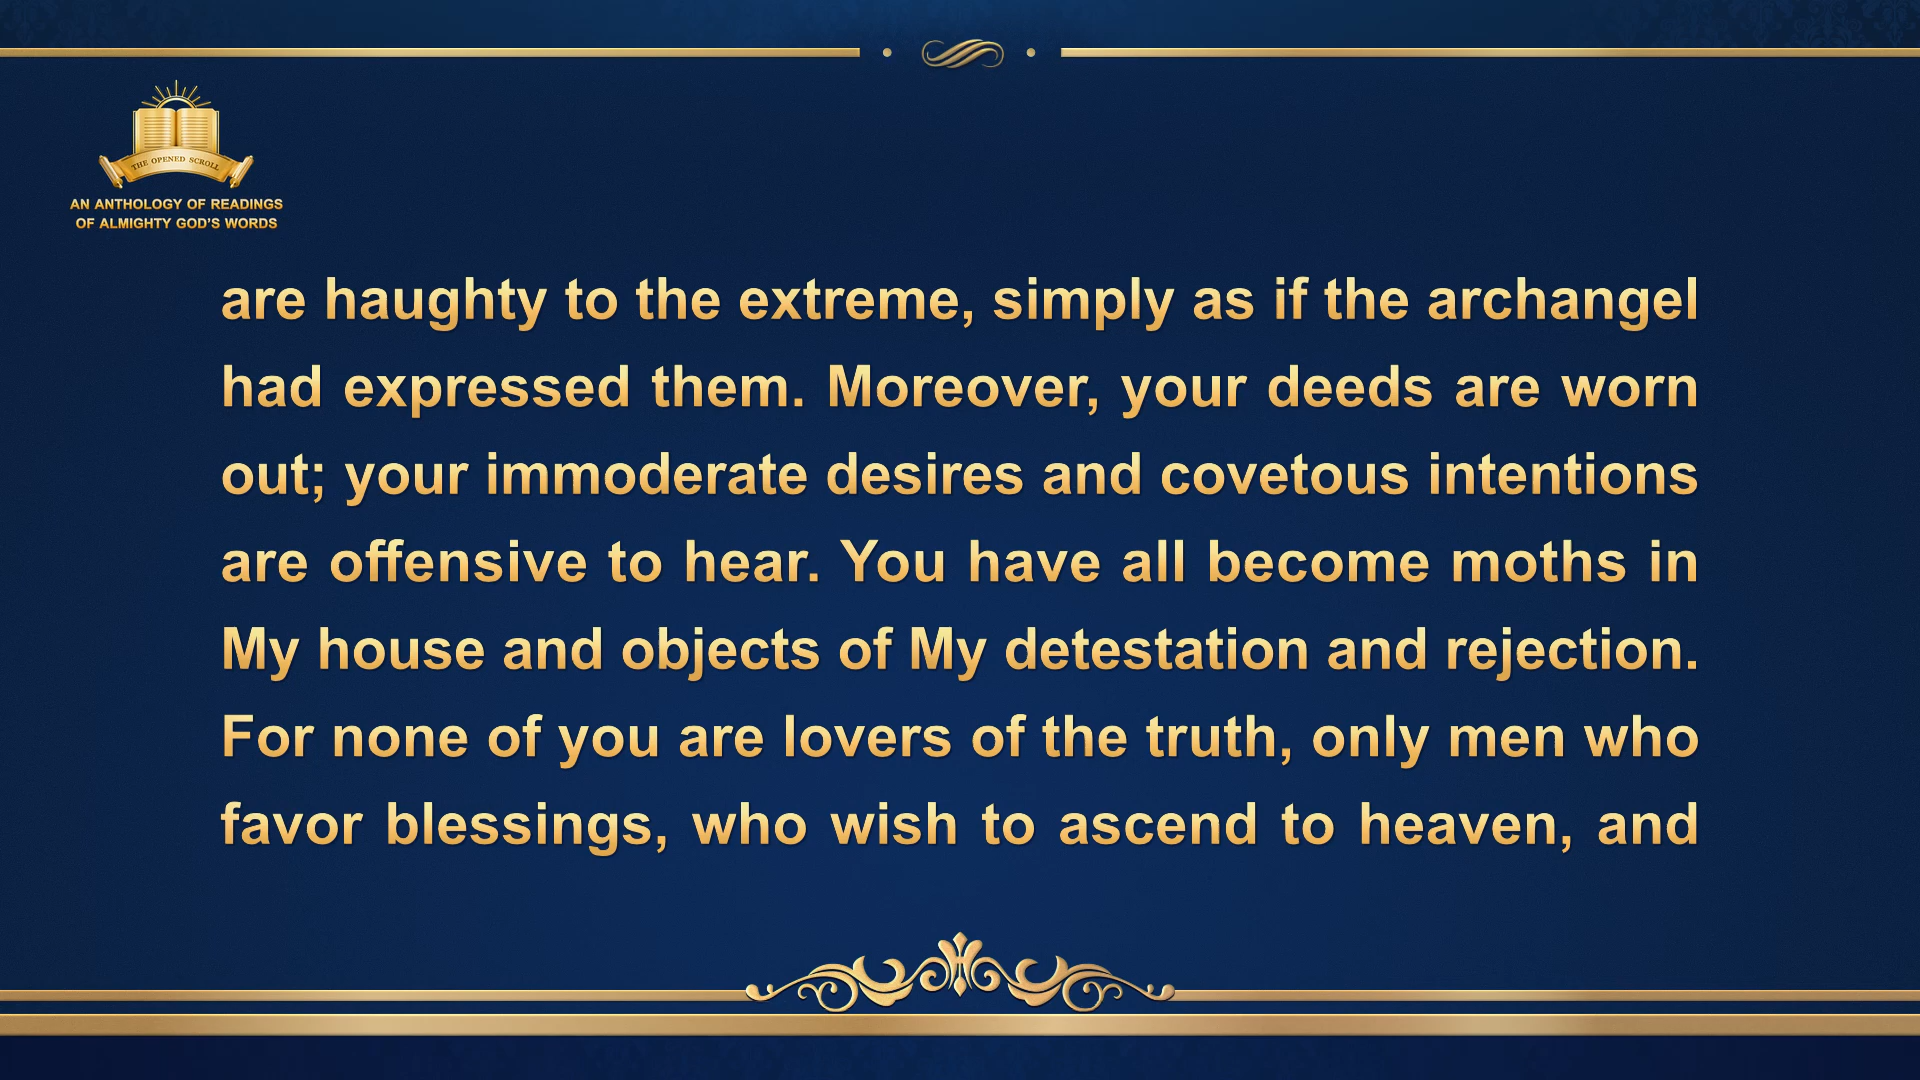 THE OPENED SCROLL
AN ANTHOLOGY OF READINGS
OF ALMIGHTY GOD'S WORDS
are haughty to the extreme, simply as if the archangel
had expressed them. Moreover, your deeds are worn
out; your immoderate desires and covetous intentions
are offensive to hear. You have all become moths in
My house and objects of My detestation and rejection.
For none of you are lovers of the truth, only men who
favor blessings, who wish to ascend to heaven, and